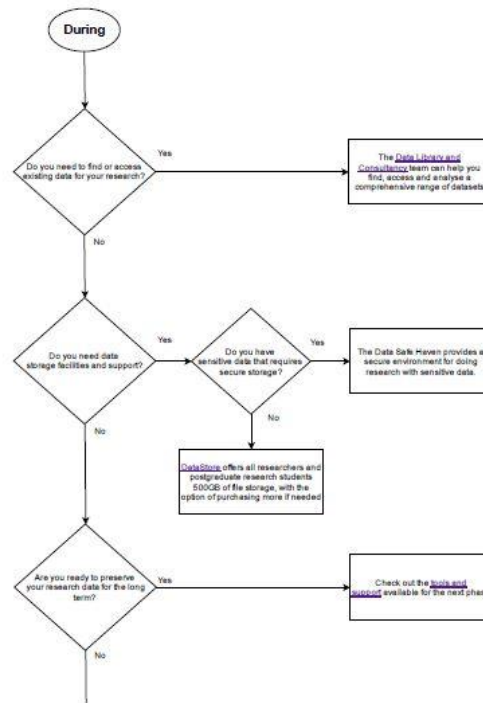 During
Do you need to find or access
existing data for your research?
Yes
The Data Library and
Consultancy team can help you
find, access and analyse a
comprehensive range of datasets
No
Do you need data
storage facilities and support?
Yes
Do you have
sensitive data that requires
secure storage?
Yes
The Data Safe Haven provides a
secure environment for doing
research with sensitive data.
No
No
DataStore offers all researchers and
postgraduate research students
500GB of file storage, with the
option of purchasing more if needed
Are you ready to preserve
your research data for the long
term?
Yes
Check out the tools and
support available for the next phas
No